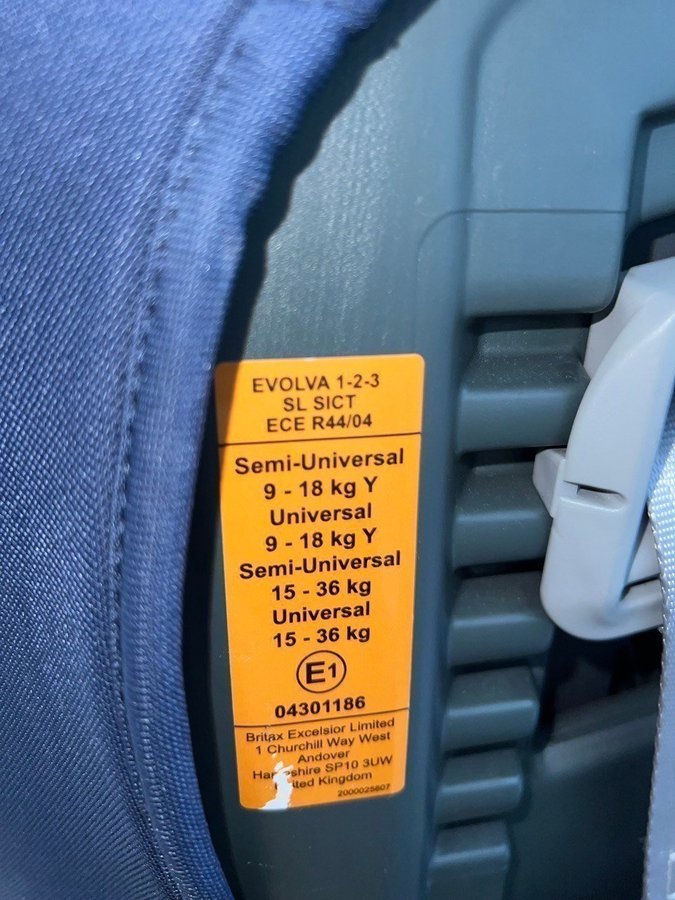 EVOLVA 1-2-3
SL SICT
ECE R44/04
Semi-Universal
9 - 18 kg Y
Universal
9 - 18 kg Y
Semi-Universal
15 - 36 kg
Universal
15 - 36 kg
E1
04301186
Britax Excelsior Limited
1 Churchill Way West
Andover
SP10 3UW
Kingdom
2000025607